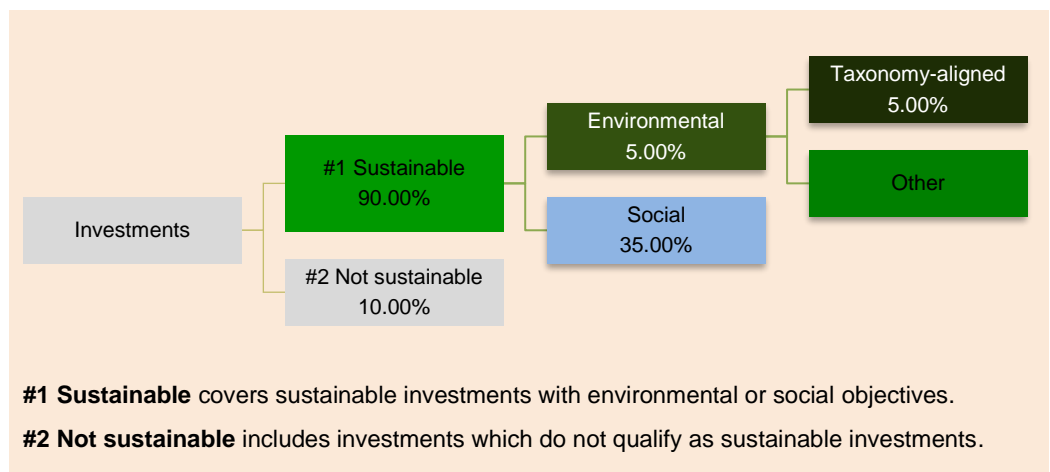 Investments
#1 Sustainable
90.00%
#2 Not sustainable
10.00%
Environmental
5.00%
Social
35.00%
Taxonomy-aligned
5.00%
Other
#1 Sustainable covers sustainable investments with environmental or social objectives.
#2 Not sustainable includes investments which do not qualify as sustainable investments.